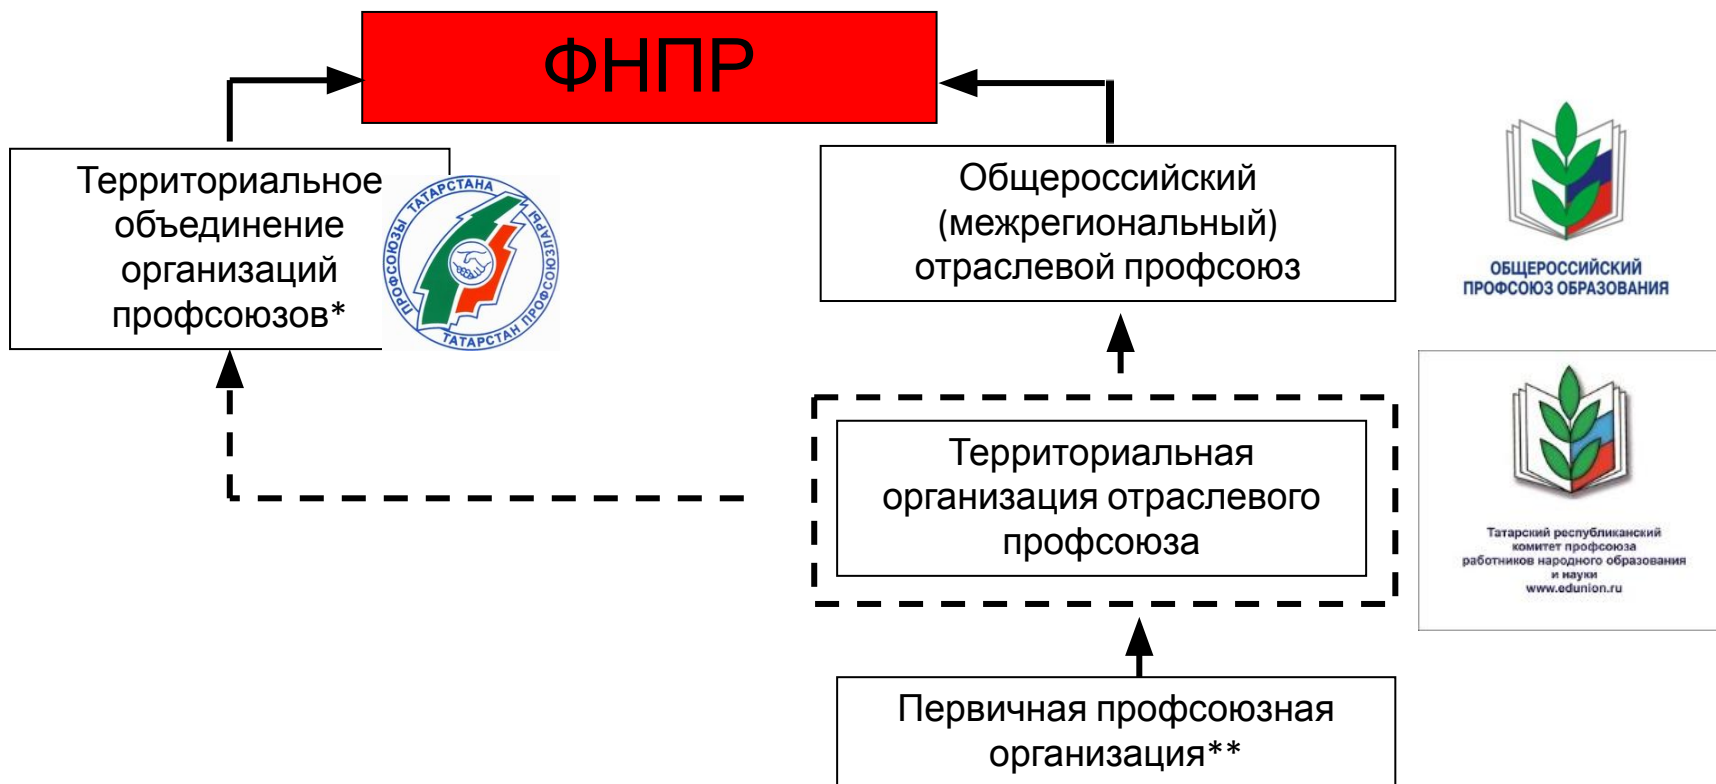 ФНПР
Территориальное
объединение
организаций
профсоюзов*
ПРОФСОЮЗЫ ТАТАРСТАНА
ТАТАРСТАН ПРОФСОЮЗЛАРЫ
Общероссийский
(межрегиональный)
отраслевой профсоюз
ОБЩЕРОССИЙСКИЙ
ПРОФСОЮЗ ОБРАЗОВАНИЯ
Территориальная
организация отраслевого
профсоюза
Татарский республиканский
комитет профсоюза
работников народного образования
и науки
www.edunion.ru
Первичная профсоюзная
организация**